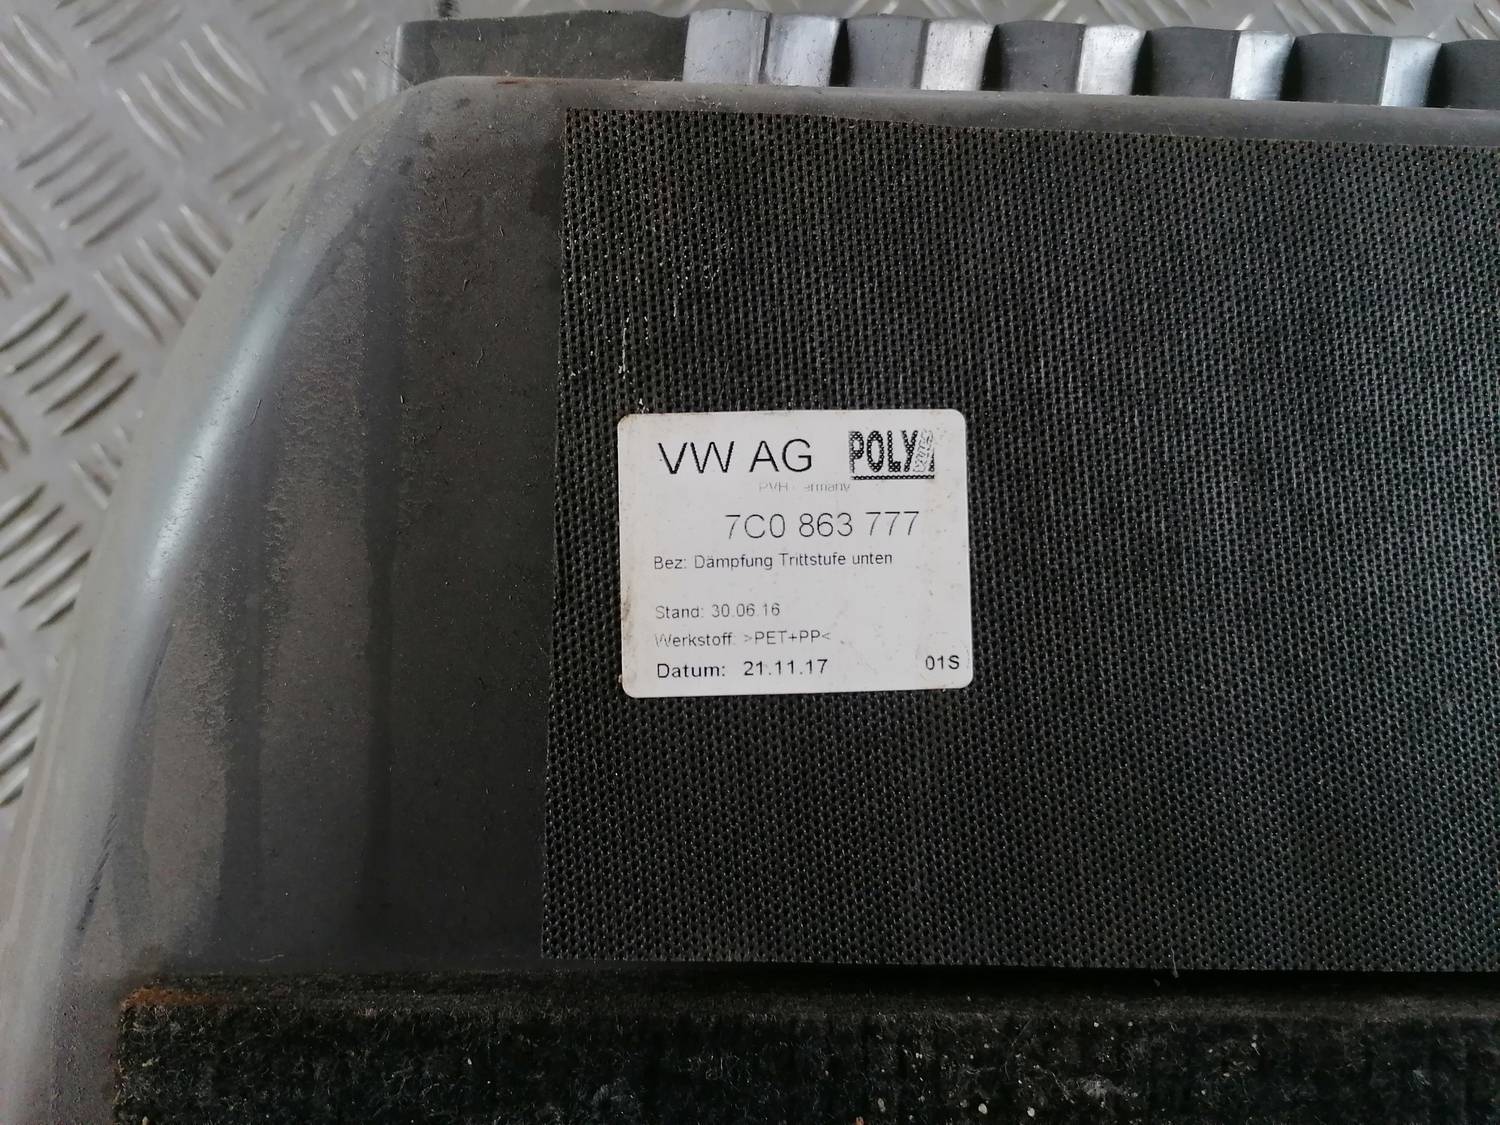 VW AG POLY
7C0 863 777
Bez: Dämpfung Trittstufe unten
Stand: 30.06.16
Werkstoff: >PET+PP<
Datum: 21.11.17 01S